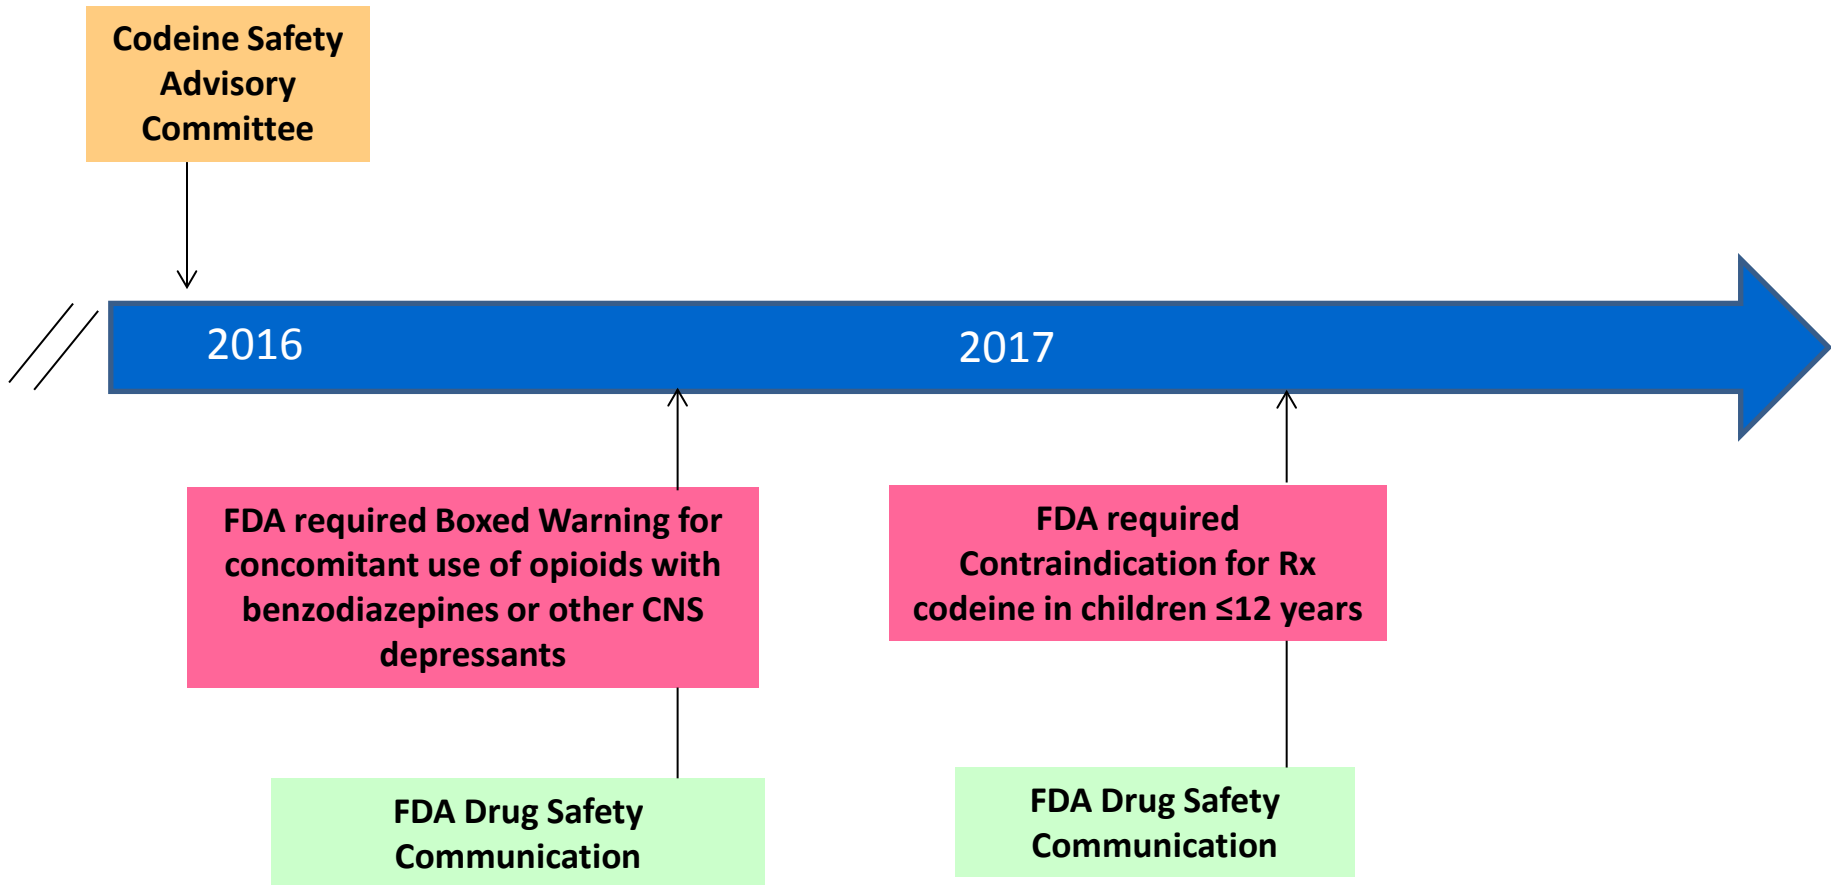 Codeine Safety
Advisory
Committee
2016
2017
FDA required Boxed Warning for
concomitant use of opioids with
benzodiazepines or other CNS
depressants
FDA required
Contraindication for Rx
codeine in children ≤12 years
FDA Drug Safety
Communication
FDA Drug Safety
Communication